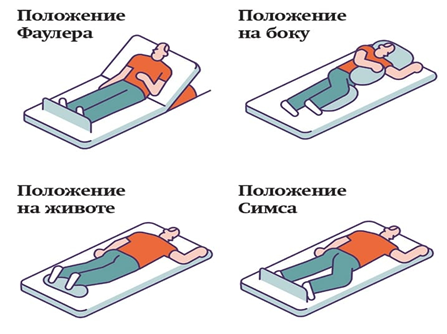 Положение
Фаулера
Положение
на боку
Положение
на животе
Положение
Симса